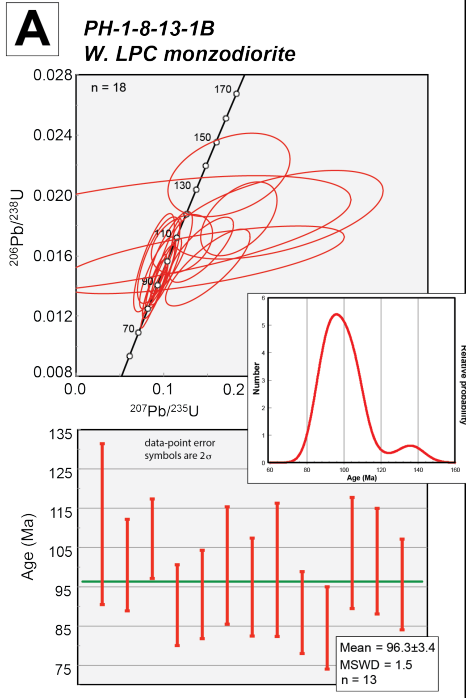 A
PH-1-8-13-1B
W. LPC monzodiorite
n = 18
0.028
0.024
0.020
0.016
0.012
0.008
206Pb/238U
170
150
130
110
90
70
0.0
0.1
0.2
207Pb/235U
6
5
4
3
2
1
0
Number
Relative probability
60
80
100
120
140
160
Age (Ma)
135
125
115
105
95
85
75
Age (Ma)
data-point error
symbols are 2σ
Mean = 96.3±3.4
MSWD = 1.5
n = 13